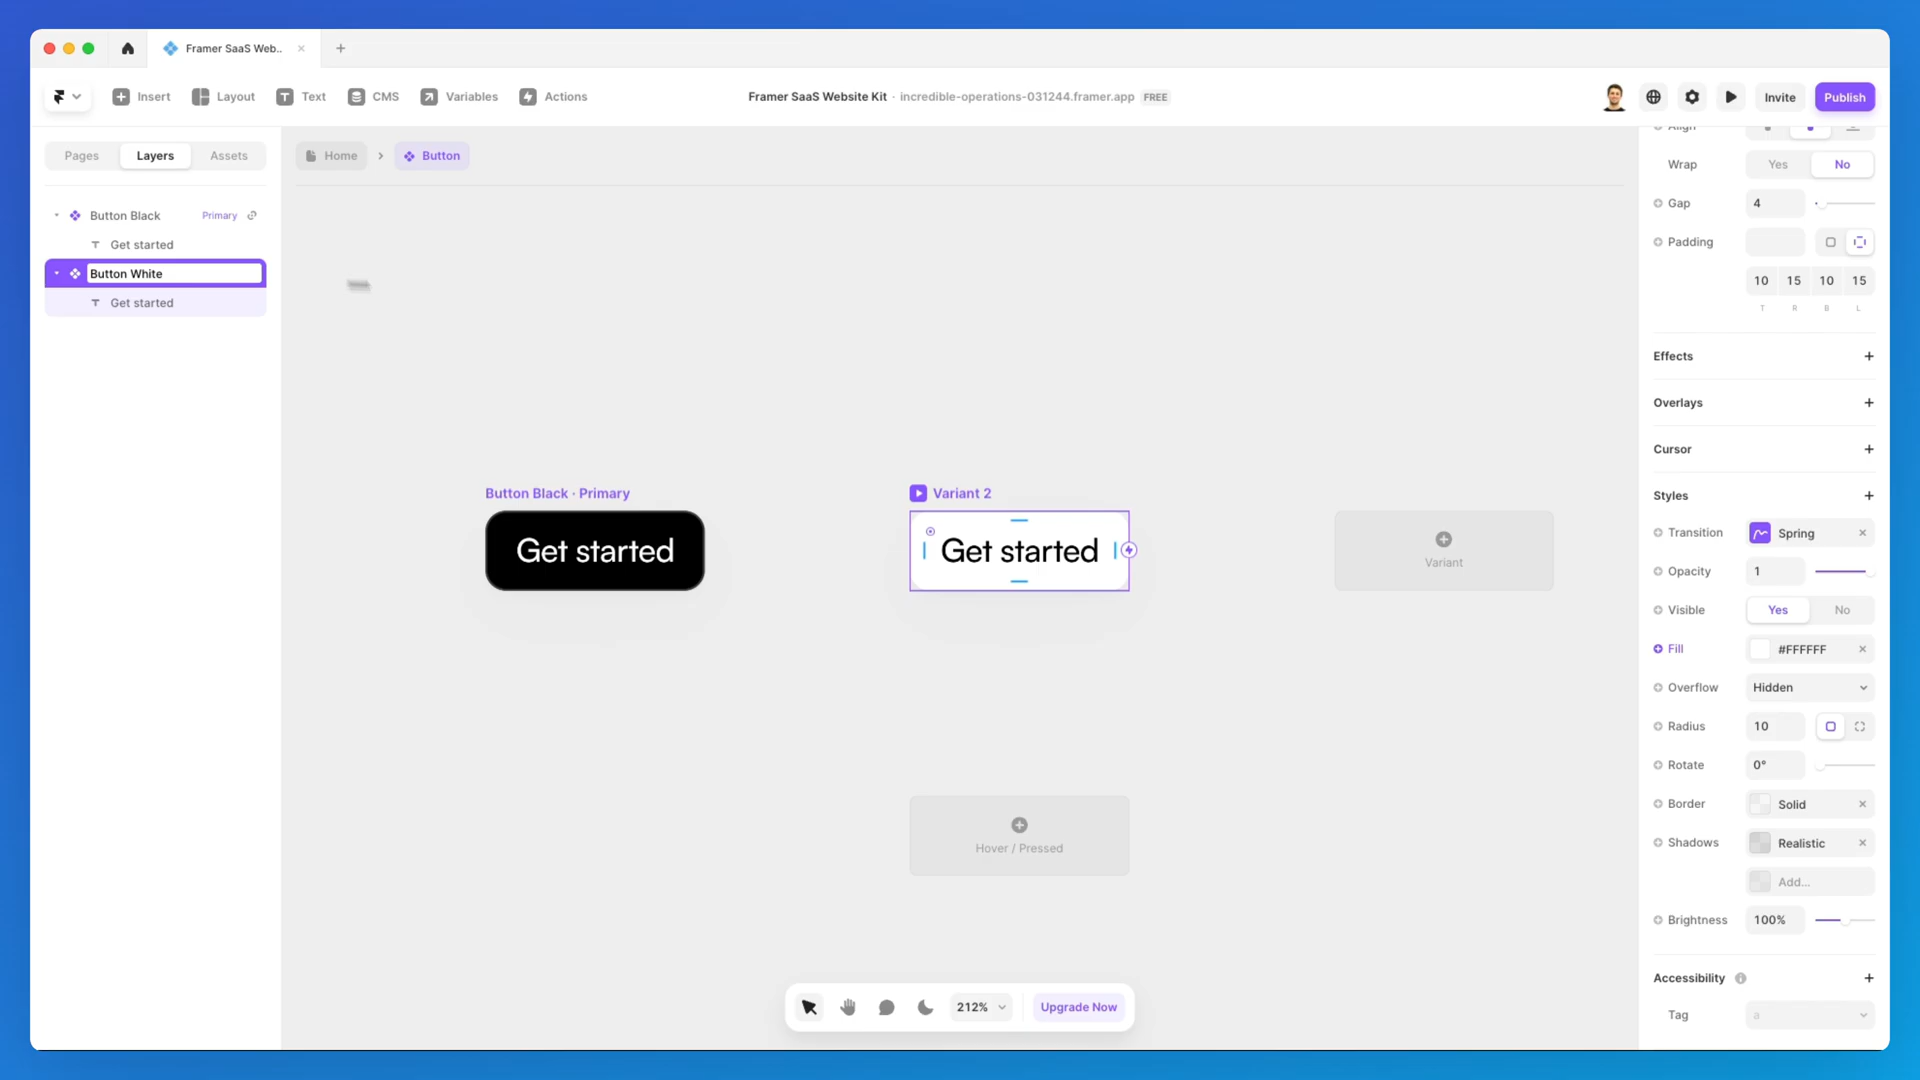 Framer SaaS Web..
Insert
Layout
Text
CMS
Variables
Actions
Framer SaaS Website Kit · incredible-operations-031244.framer.app FREE
Invite
Publish
Pages
Layers
Assets
Button Black
Primary
Get started
Button White
Get started
Home
Button
Button Black · Primary
Get started
Variant 2
Get started
Variant
Hover / Pressed
212%
Upgrade Now
Align
Wrap
Yes
No
Gap
4
Padding
10 15 10 15
T R B L
Effects
Overlays
Cursor
Styles
Transition
Spring
Opacity
1
Visible
Yes
No
Fill
#FFFFFF
Overflow
Hidden
Radius
10
Rotate
0°
Border
Solid
Shadows
Realistic
Add...
Brightness
100%
Accessibility
Tag
a